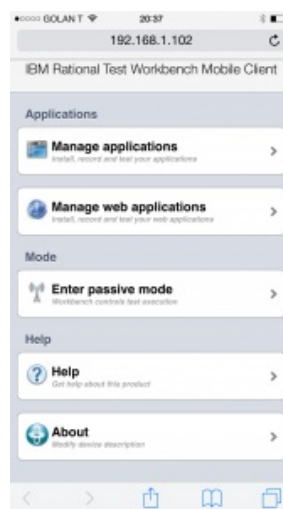 GOLAN T 20:37
192.168.1.102
IBM Rational Test Workbench Mobile Client
Applications
Manage applications
Install, record and test your applications
Manage web applications
Install, record and test your web applications
Mode
Enter passive mode
Workbench controls test execution
Help
Help
Get help about this product
About
Modify device description